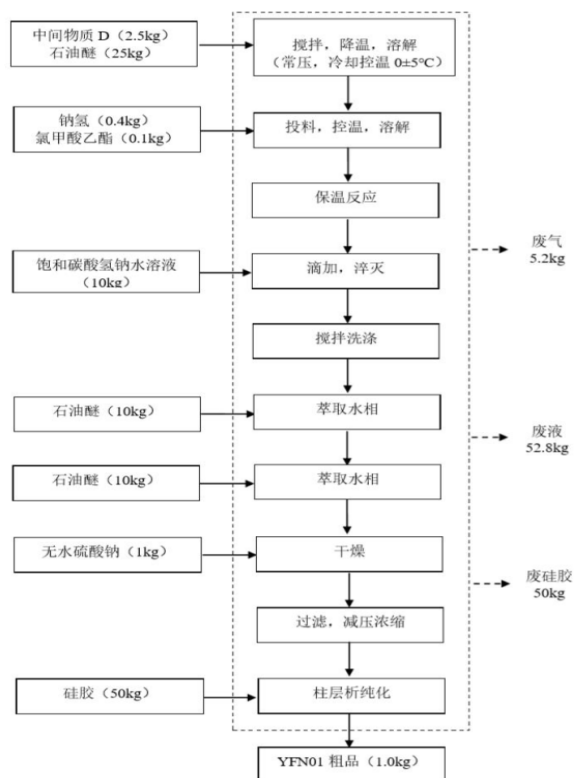 中间物质 D（2.5kg）
石油醚（25kg）
搅拌，降温，溶解
（常压，冷却控温 0±5℃）
钠氢（0.4kg）
氯甲酸乙酯（0.1kg）
投料，控温，溶解
保温反应
废气
5.2kg
饱和碳酸氢钠水溶液
（10kg）
滴加，淬灭
搅拌洗涤
石油醚（10kg）
萃取水相
废液
52.8kg
石油醚（10kg）
萃取水相
无水硫酸钠（1kg）
干燥
废硅胶
50kg
过滤，减压浓缩
硅胶（50kg）
柱层析纯化
YFN01 粗品（1.0kg）